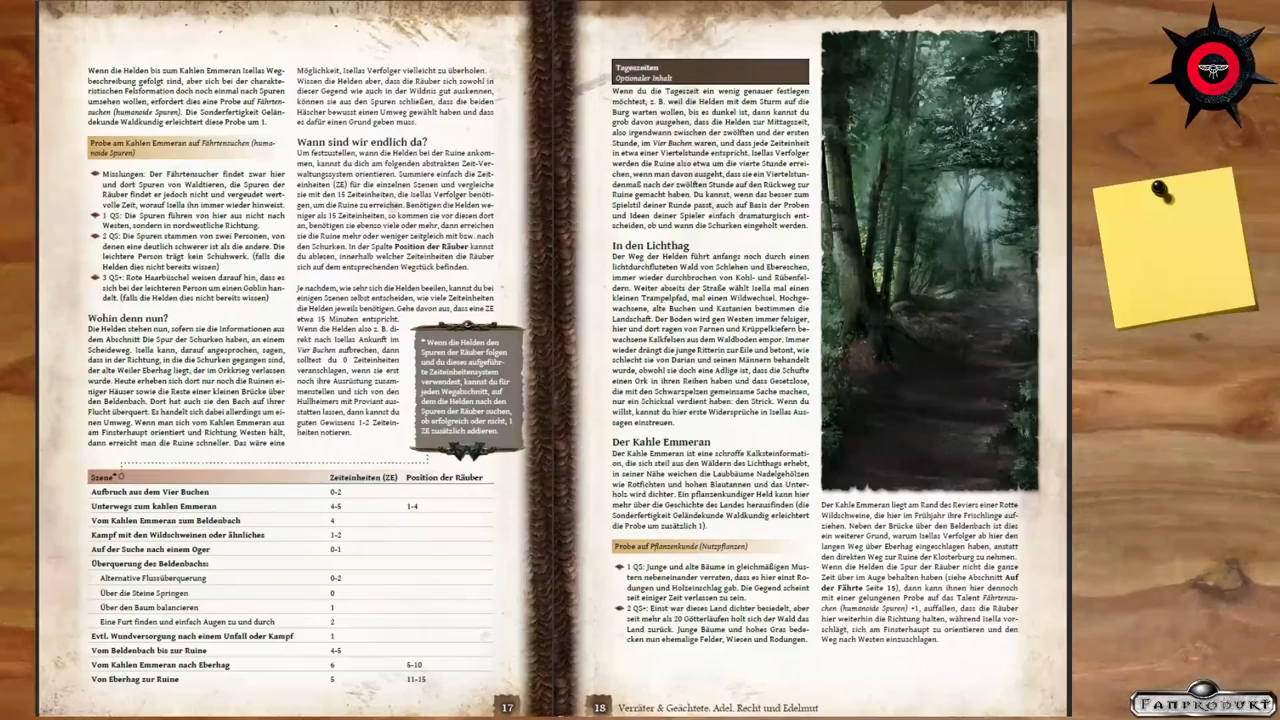 Wenn die Helden bis zum Kahlen Emmeran Isellas Weg-
beschreibung gefolgt sind, aber sich bei der charakte-
ristischen Felsformation doch noch einmal nach Spuren
umsehen wollen, erfordert dies eine Probe auf Fährten-
suchen (humanoide Spuren). Die Sonderfertigkeit Gelän-
dekunde Waldkundig erleichtert diese Probe um 1.
Probe am Kahlen Emmeran auf Fährtensuchen (huma-
noide Spuren)
Misslungen: Der Fährtensucher findet zwar hier
und dort Spuren von Waldtieren, die Spuren der
Räuber findet er jedoch nicht und vergeudet wert-
volle Zeit, worauf Isella ihn immer wieder hinweist.
1 QS: Die Spuren führen von hier aus nicht nach
Westen, sondern in nordwestliche Richtung.
2 QS: Die Spuren stammen von zwei Personen, von
denen eine deutlich schwerer ist als die andere. Die
leichtere Person trägt kein Schuhwerk. (falls die
Helden dies nicht bereits wissen)
3 QS+: Rote Haarbüschel weisen darauf hin, dass es
sich bei der leichteren Person um einen Goblin han-
delt. (falls die Helden dies nicht bereits wissen)
Wohin denn nun?
Die Helden stehen nun, sofern sie die Informationen aus
dem Abschnitt Die Spur der Schurken haben, an einem
Scheideweg. Isella kann, darauf angesprochen, sagen,
dass in der Richtung, in die die Schurken gegangen sind,
der alte Weiler Eberhag liegt, der im Orkkrieg verlassen
wurde. Heute erheben sich dort nur noch die Ruinen ei-
niger Häuser sowie die Reste einer kleinen Brücke über
den Beldenbach. Dort hat auch sie den Bach auf ihrer
Flucht überquert. Es handelt sich dabei allerdings um ei-
nen Umweg. Wenn man sich vom Kahlen Emmeran aus
am Finsterhaupt orientiert und Richtung Westen hält,
dann erreicht man die Ruine schneller. Das wäre eine
Möglichkeit, Isellas Verfolger vielleicht zu überholen.
Wissen die Helden aber, dass die Räuber sich sowohl in
dieser Gegend wie auch in der Wildnis gut auskennen,
können sie aus den Spuren schließen, dass die beiden
Häscher bewusst einen Umweg gewählt haben und dass
es dafür einen Grund geben muss.
Wann sind wir endlich da?
Um festzustellen, wann die Helden bei der Ruine ankom-
men, kannst du dich am folgenden abstrakten Zeit-Ver-
waltungssystem orientieren. Summiere einfach die Zeit-
einheiten (ZE) für die einzelnen Szenen und vergleiche
sie mit den 15 Zeiteinheiten, die Isellas Verfolger benöti-
gen, um die Ruine zu erreichen. Benötigen die Helden we-
niger als 15 Zeiteinheiten, so kommen sie vor diesen dort
an, benötigen sie ebenso viele oder mehr, dann erreichen
sie die Ruine mehr oder weniger zeitgleich mit bzw. nach
den Schurken. In der Spalte Position der Räuber kannst
du ablesen, innerhalb welcher Zeiteinheiten die Räuber
sich auf dem entsprechenden Wegstück befinden.
Je nachdem, wie sehr sich die Helden beeilen, kannst du bei
einigen Szenen selbst entscheiden, wie viele Zeiteinheiten
die Helden jeweils benötigen. Gehe davon aus, dass eine ZE
etwa 15 Minuten entspricht.
Wenn die Helden also z. B. di-
rekt nach Isellas Ankunft im
Vier Buchen aufbrechen, dann
solltest du 0 Zeiteinheiten
veranschlagen, wenn sie erst
noch ihre Ausrüstung zusam-
menstellen und sich von den
Hullheimers mit Proviant aus-
statten lassen, dann kannst du
guten Gewissens 1-2 Zeitein-
heiten notieren.
* Wenn die Helden den
Spuren der Räuber folgen
und du dieses aufgeführ-
te Zeiteinheitensystem
verwendest, kannst du für
jeden Wegabschnitt, auf
dem die Helden nach den
Spuren der Räuber suchen,
ob erfolgreich oder nicht, 1
ZE zusätzlich addieren.
Szene* Zeiteinheiten (ZE) Position der Räuber
Aufbruch aus dem Vier Buchen 0-2
Unterwegs zum kahlen Emmeran 4-5 1-4
Vom Kahlen Emmeran zum Beldenbach 4
Kampf mit den Wildschweinen oder ähnliches 1-2
Auf der Suche nach einem Oger 0-1
Überquerung des Beldenbachs:
Alternative Flussüberquerung 0-2
Über die Steine Springen 0
Über den Baum balancieren 1
Eine Furt finden und einfach Augen zu und durch 2
Evtl. Wundversorgung nach einem Unfall oder Kampf 1
Vom Beldenbach bis zur Ruine 4-5
Vom Kahlen Emmeran nach Eberhag 6 5-10
Von Eberhag zur Ruine 5 11-15
17
Tageszeiten
Optionaler Inhalt
Wenn du die Tageszeit ein wenig genauer festlegen
möchtest, z. B. weil die Helden mit dem Sturm auf die
Burg warten wollen, bis es dunkel ist, dann kannst du
grob davon ausgehen, dass die Helden zur Mittagszeit,
also irgendwann zwischen der zwölften und der ersten
Stunde, im Vier Buchen waren, und dass jede Zeiteinheit
in etwa einer Viertelstunde entspricht. Isellas Verfolger
werden die Ruine also etwa um die vierte Stunde errei-
chen, wenn man davon ausgeht, dass sie ein Viertelstun-
denmaß nach der zwölften Stunde auf den Rückweg zur
Ruine gemacht haben. Du kannst, wenn das besser zum
Spielstil deiner Runde passt, auch auf Basis der Proben
und Ideen deiner Spieler einfach dramaturgisch ent-
scheiden, ob und wann die Schurken eingeholt werden.
In den Lichthag
Der Weg der Helden führt anfangs noch durch einen
lichtdurchfluteten Wald von Schlehen und Ebereschen,
immer wieder durchbrochen von Kohl- und Rübenfel-
dern. Weiter abseits der Straße wählt Isella mal einen
kleinen Trampelpfad, mal einen Wildwechsel. Hochge-
wachsene, alte Buchen und Kastanien bestimmen die
Landschaft. Der Boden wird gen Westen immer felsiger,
hier und dort ragen von Farnen und Krüppelkiefern be-
wachsene Kalkfelsen aus dem Waldboden empor. Immer
wieder drängt die junge Ritterin zur Eile und betont, wie
schlecht sie von Darian und seinen Männern behandelt
wurde, obwohl sie doch eine Adlige ist, dass die Schufte
einen Ork in ihren Reihen haben und dass Gesetzlose,
die mit den Schwarzpelzen gemeinsame Sache machen,
nur ein Schicksal verdient haben: den Strick. Wenn du
willst, kannst du hier erste Widersprüche in Isellas Aus-
sagen einstreuen.
Der Kahle Emmeran
Der Kahle Emmeran ist eine schroffe Kalksteinformati-
on, die sich steil aus den Wäldern des Lichthags erhebt,
in seiner Nähe weichen die Laubbäume Nadelgehölzen
wie Rotfichten und hohen Blautannen und das Unter-
holz wird dichter. Ein pflanzenkundiger Held kann hier
mehr über die Geschichte des Landes herausfinden (die
Sonderfertigkeit Geländekunde Waldkundig erleichtert
die Probe um zusätzlich 1).
Probe auf Pflanzenkunde (Nutzpflanzen)
1 QS: Junge und alte Bäume in gleichmäßigen Mus-
tern nebeneinander verraten, dass es hier einst Ro-
dungen und Holzeinschlag gab. Die Gegend scheint
seit einiger Zeit verlassen zu sein.
2 QS+: Einst war dieses Land dichter besiedelt, aber
seit mehr als 20 Götterläufen holt sich der Wald das
Land zurück. Junge Bäume und hohes Gras bede-
cken nun ehemalige Felder, Wiesen und Rodungen.
Der Kahle Emmeran liegt am Rand des Reviers einer Rotte
Wildschweine, die hier im Frühjahr ihre Frischlinge auf-
ziehen. Neben der Brücke über den Beldenbach ist dies
ein weiterer Grund, warum Isellas Verfolger ab hier den
langen Weg über Eberhag eingeschlagen haben, anstatt
den direkten Weg zur Ruine der Klosterburg zu nehmen.
Wenn die Helden die Spur der Räuber nicht die ganze
Zeit über im Auge behalten haben (siehe Abschnitt Auf
der Fährte Seite 15), dann kann ihnen hier dennoch
mit einer gelungenen Probe auf das Talent Fährtensu-
chen (humanoide Spuren) +1, auffallen, dass die Räuber
hier weiterhin die Richtung halten, während Isella vor-
schlägt, sich am Finsterhaupt zu orientieren und den
Weg nach Westen einzuschlagen.
18 Verräter & Geächtete. Adel, Recht und Edelmut
FANPRODUKT